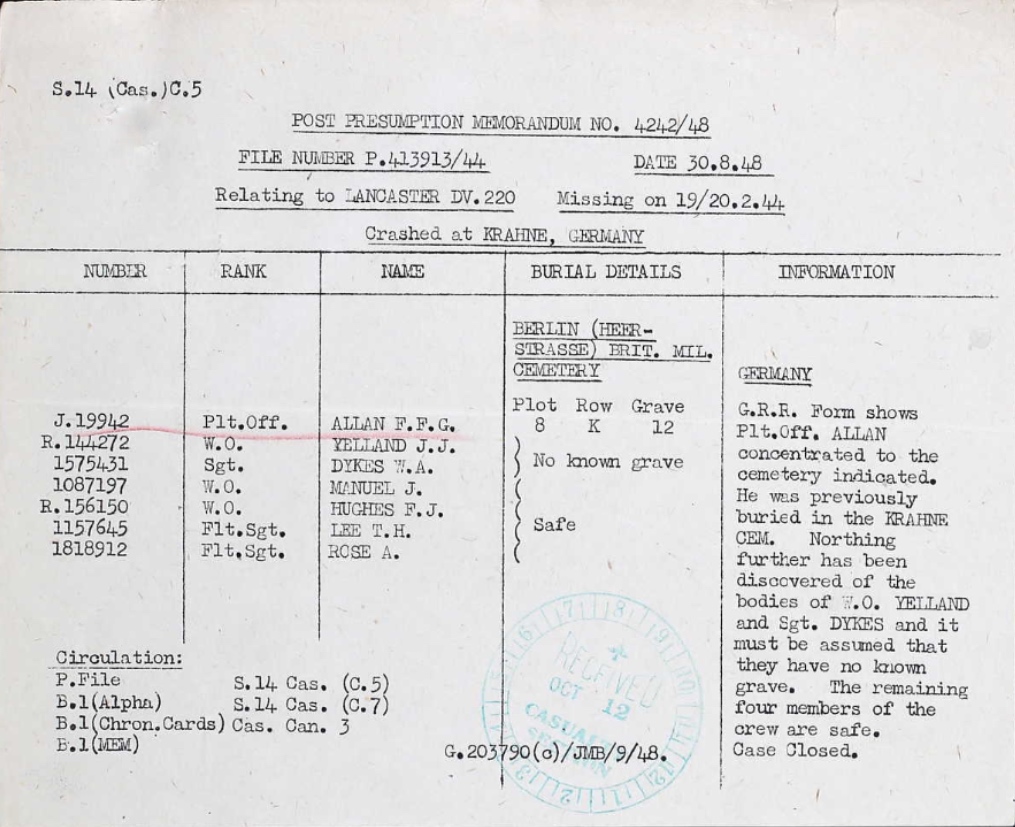 S.14 (Cas.)C.5
POST PRESUMPTION MEMORANDUM NO. 4242/48
FILE NUMBER P.413913/44 DATE 30.8.48
Relating to LANCASTER DV.220 Missing on 19/20.2.44
Crashed at KRAHNE, GERMANY
NUMBER RANK NAME BURIAL DETAILS INFORMATION
BERLIN (HEER-
STRASSE) BRIT. MIL.
CEMETERY
Plot Row Grave
8 K 12
J.19942 Plt.Off. ALLAN F.F.G.
R.144272 W.O. YELLAND J.J.
1575431 Sgt. DYKES W.A.
No known grave
1087197 W.O. MANUEL J.
R.156150 W.O. HUGHES F.J.
1157645 Flt.Sgt. LEE T.H.
1818912 Flt.Sgt. ROSE A.
Safe
GERMANY
G.R.R. Form shows
Plt.Off. ALLAN
concentrated to the
cemetery indicated.
He was previously
buried in the KRAHNE
CEM. Northing
further has been
discovered of the
bodies of W.O. YELLAND
and Sgt. DYKES and it
must be assumed that
they have no known
grave. The remaining
four members of the
crew are safe.
Case Closed.
Circulation:
P.File S.14 Cas. (C.5)
B.1(Alpha) S.14 Cas. (C.7)
B.1(Chron.Cards) Cas. Can. 3
B.1(MEM)
G.203790(c)/JMB/9/48.
RECEIVED
OCT 12
CASUALTY